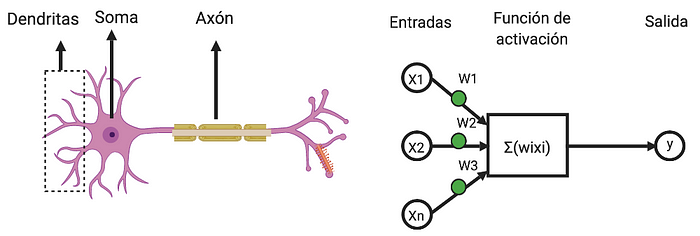 Dendritas
Soma
Axón
Entradas
Función de
activación
Salida
X1
W1
X2
W2
Σ(wixi)
y
W3
Xn